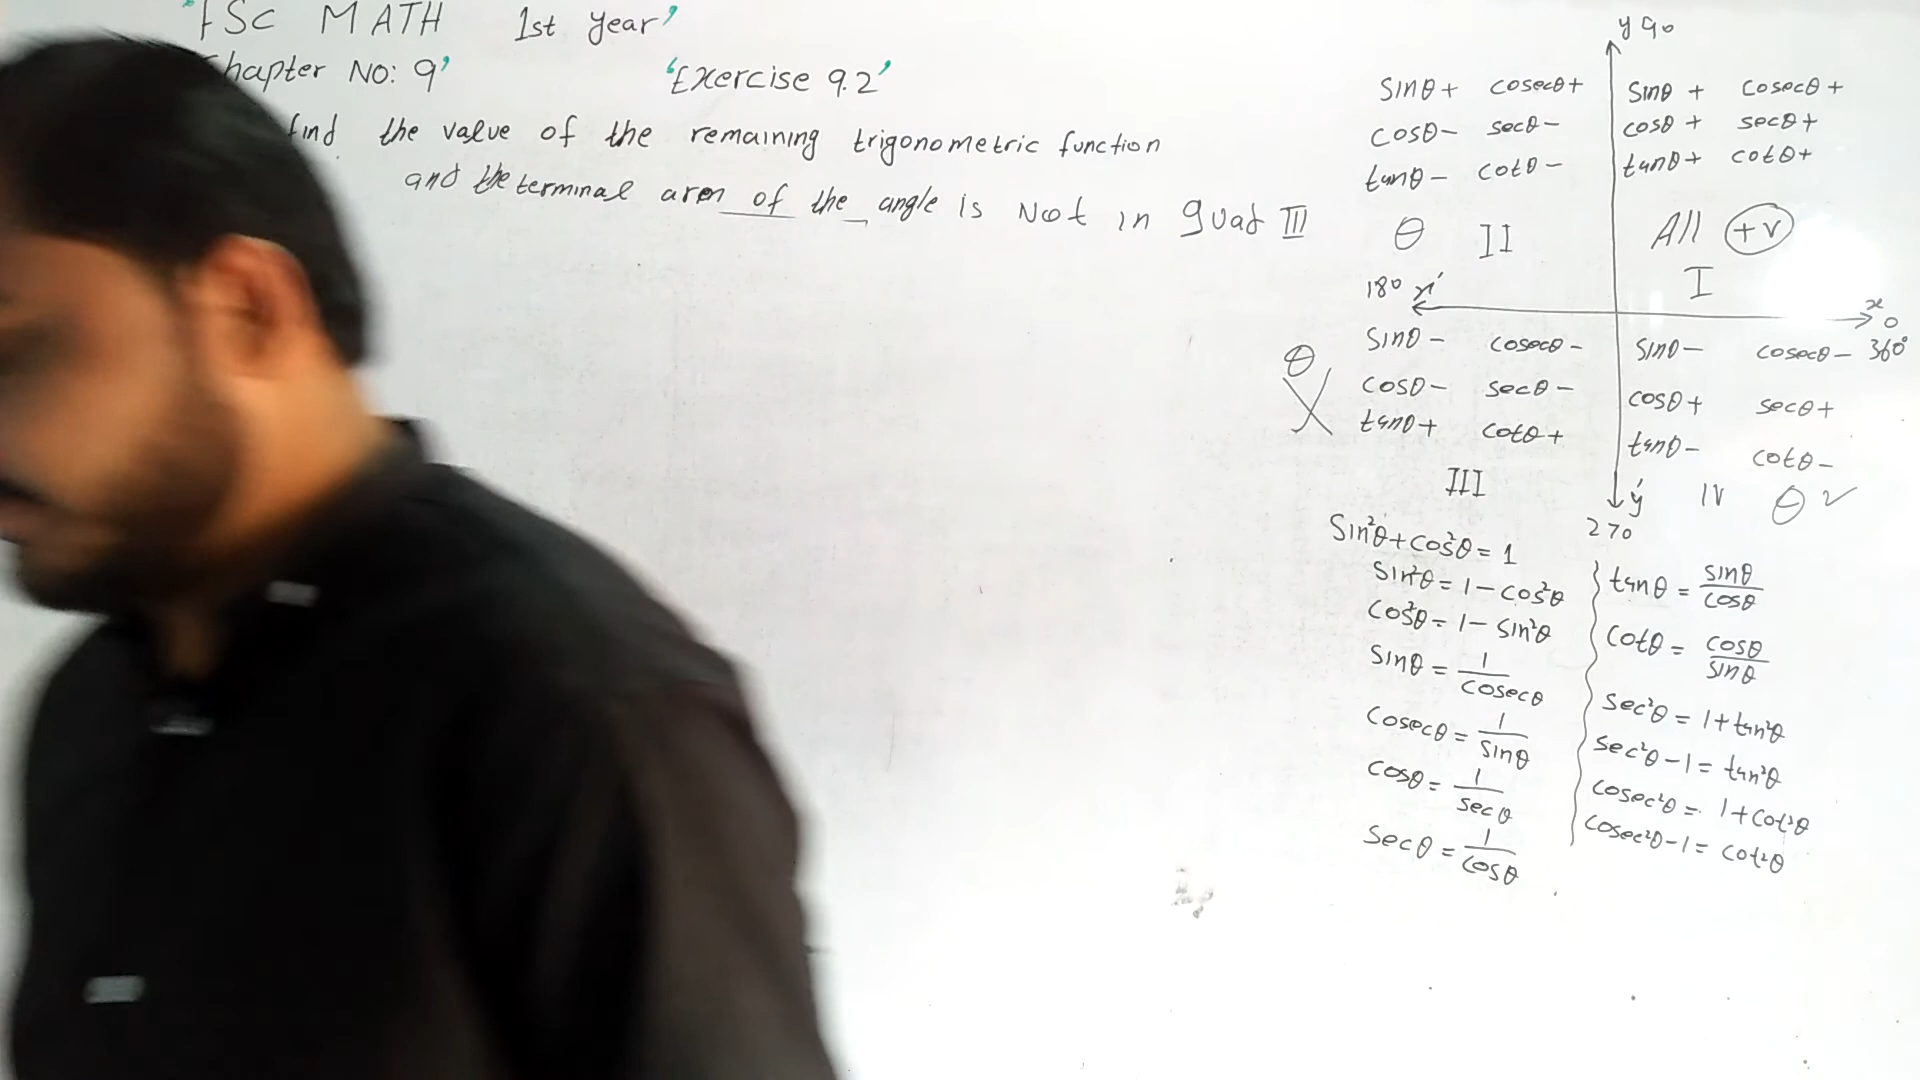 'FSc MATH 1st year'
Chapter No: 9' 'Exercise 9.2'
find the value of the remaining trigonometric function
and the terminal arm of the angle is Not in quad III
y 90
Sinθ + cosecθ +
cosθ - secθ -
tanθ - cotθ -
θ II
Sinθ + cosecθ +
cosθ + secθ +
tanθ + cotθ +
All +v
I
180 x'
x 0
360°
Sinθ - cosecθ -
cosθ - secθ -
tanθ + cotθ +
θ
III
Sinθ - cosecθ -
cosθ + secθ +
tanθ - cotθ -
IV θ ✓
y'
270
Sin²θ + cos²θ = 1
Sin²θ = 1 - cos²θ
cos²θ = 1 - sin²θ
Sinθ = 1/cosecθ
Cosecθ = 1/sinθ
cosθ = 1/secθ
Secθ = 1/cosθ
tanθ = sinθ/cosθ
cotθ = cosθ/sinθ
sec²θ = 1 + tan²θ
sec²θ - 1 = tan²θ
cosec²θ = 1 + cot²θ
cosec²θ - 1 = cot²θ